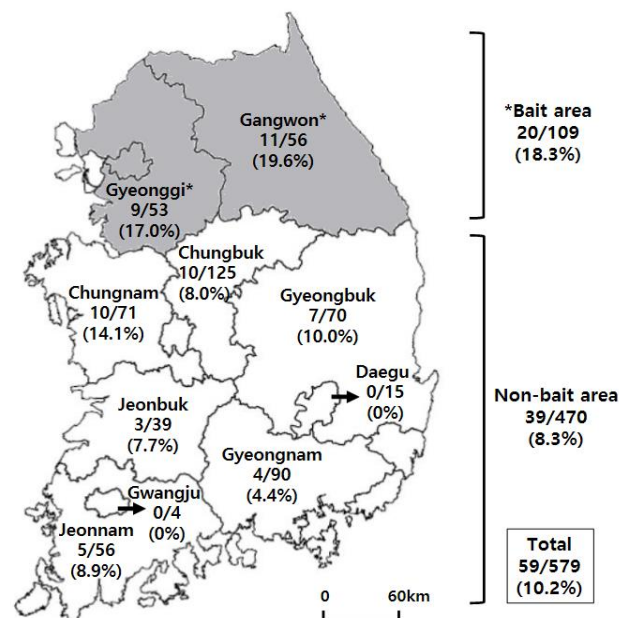 Gangwon*
11/56
(19.6%)
*Bait area
20/109
(18.3%)
Gyeonggi*
9/53
(17.0%)
Chungbuk
10/125
(8.0%)
Chungnam
10/71
(14.1%)
Gyeongbuk
7/70
(10.0%)
Daegu
0/15
(0%)
Non-bait area
39/470
(8.3%)
Jeonbuk
3/39
(7.7%)
Gyeongnam
4/90
(4.4%)
Gwangju
0/4
(0%)
Jeonnam
5/56
(8.9%)
Total
59/579
(10.2%)
0 60km